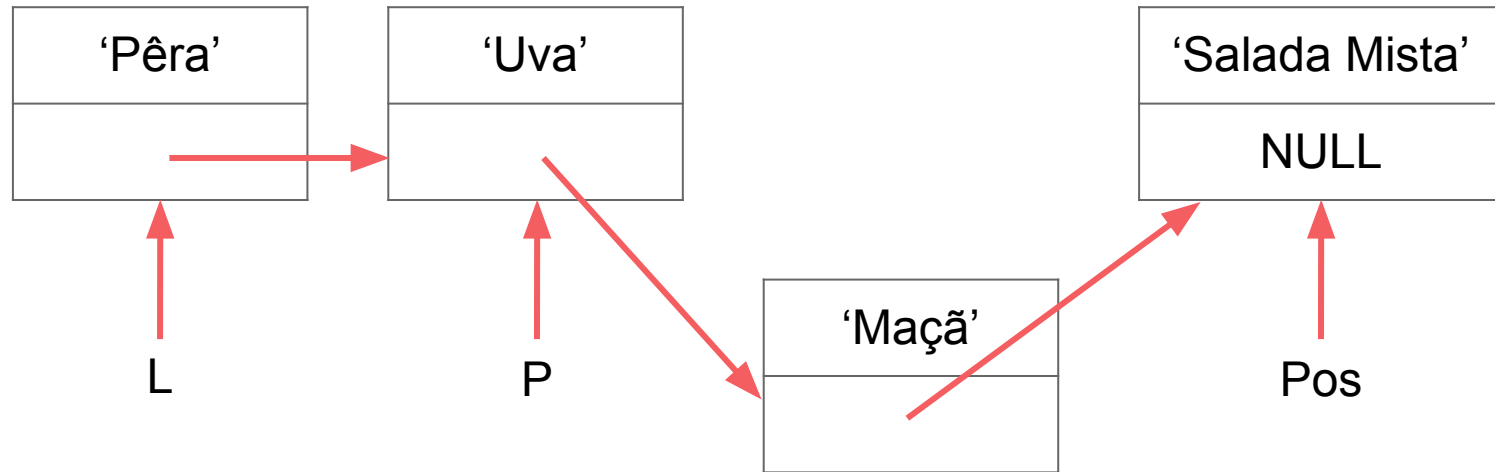 ‘Pêra’
‘Uva’
‘Salada Mista’
NULL
‘Maçã’
L
P
Pos